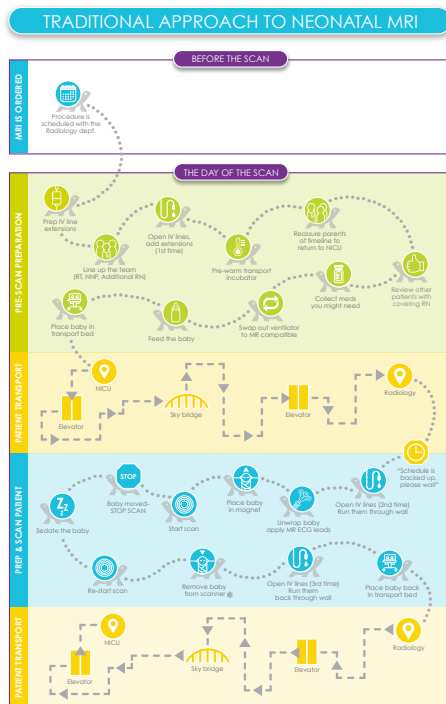 TRADITIONAL APPROACH TO NEONATAL MRI
BEFORE THE SCAN
MRI IS ORDERED
Procedure is
scheduled with the
Radiology dept.
THE DAY OF THE SCAN
PRE-SCAN PREPARATION
Prep IV line
extensions
Line up the team
(RT, NNP, Additional RN)
Open IV lines,
add extensions
(1st time)
Pre-warm transport
incubator
Reassure parents
of timeline to
return to NICU
Review other
patients with
covering RN
Collect meds
you might need
Swap out ventilator
to MR compatible
Feed the baby
Place baby in
transport bed
PATIENT TRANSPORT
NICU
Elevator
Sky bridge
Elevator
Radiology
"Schedule is
backed up,
please wait"
PREP & SCAN PATIENT
Open IV lines (2nd time)
Run them through wall
Unwrap baby
apply MR ECG leads
Place baby
in magnet
Start scan
STOP
Baby moved-
STOP SCAN
ZZZ
Sedate the baby
Re-start scan
Remove baby
from scanner
Open IV lines (3rd time)
Run them
back through wall
Place baby back
in transport bed
PATIENT TRANSPORT
Radiology
Elevator
Sky bridge
Elevator
NICU